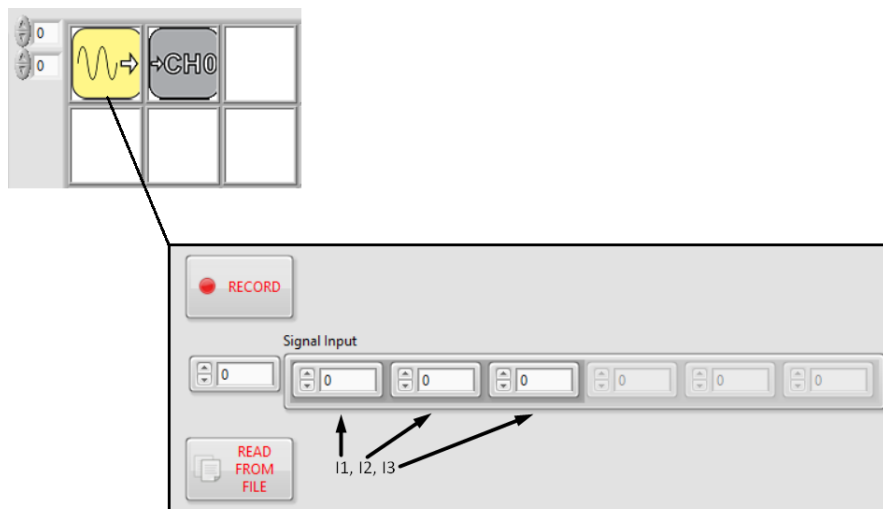 0
0
→CH0
RECORD
Signal Input
0
0
0
0
0
0
0
READ
FROM
FILE
I1, I2, I3